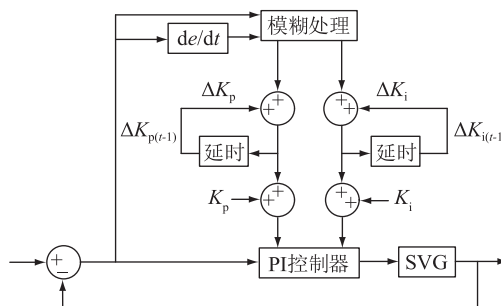 模糊处理
de/dt
ΔKp
ΔKi
+ +
+ +
ΔKp(t-1)
延时
延时
ΔKi(t-1
Kp
+ +
+ +
Ki
−
PI控制器
SVG